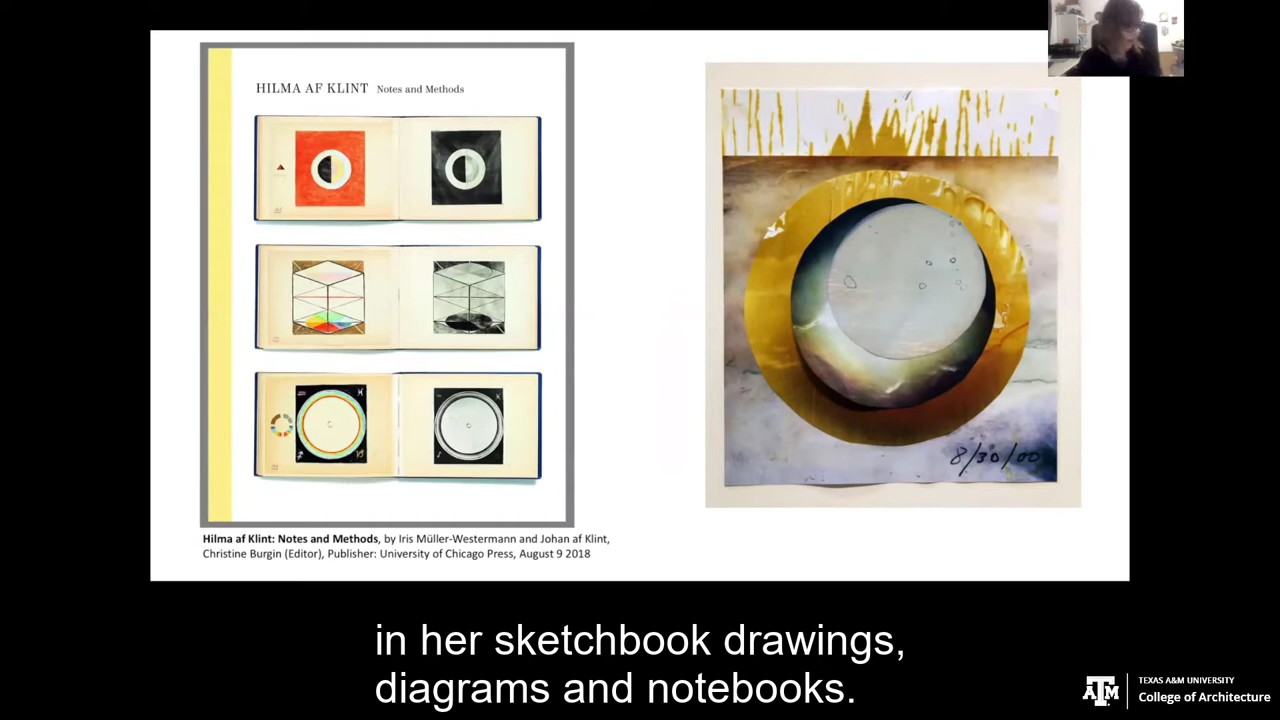 HILMA AF KLINT Notes and Methods
8/30/00
Hilma af Klint: Notes and Methods, by Iris Müller-Westermann and Johan af Klint,
Christine Burgin (Editor), Publisher: University of Chicago Press, August 9 2018
in her sketchbook drawings,
diagrams and notebooks.
ATM
TEXAS A&M UNIVERSITY
College of Architecture